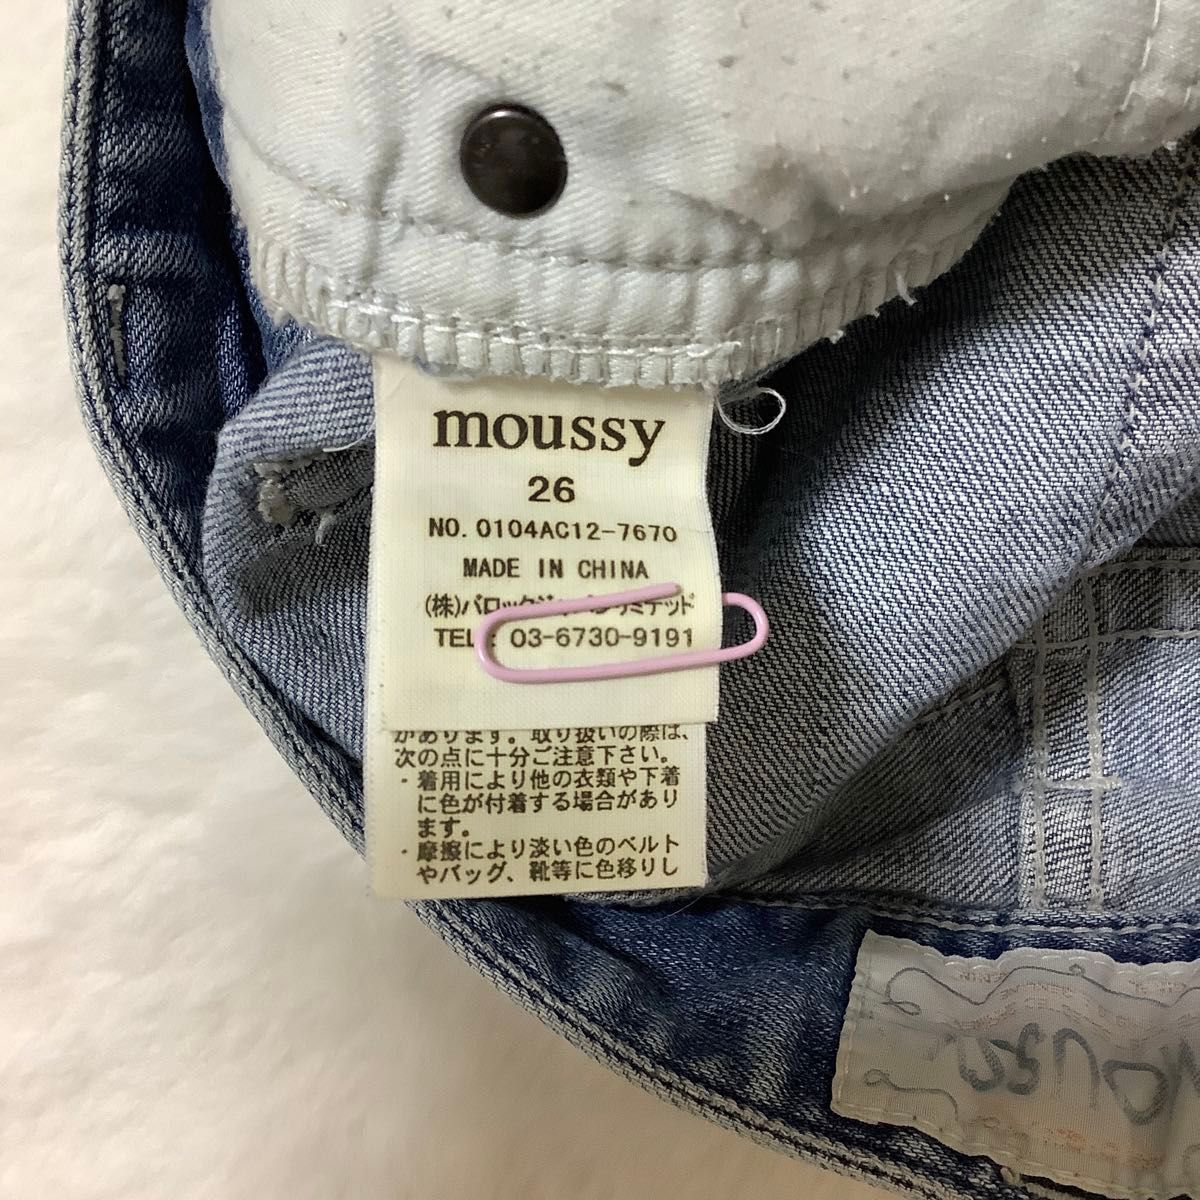 moussy
26
NO. 0104AC12-7670
MADE IN CHINA
(株)バロックジャパンリミテッド
TEL: 03-6730-9191
があります。取り扱いの際は、
次の点に十分ご注意下さい。
・着用により他の衣類や下着
に色が付着する場合があり
ます。
・摩擦により淡い色のベルト
やバッグ、靴等に色移りし